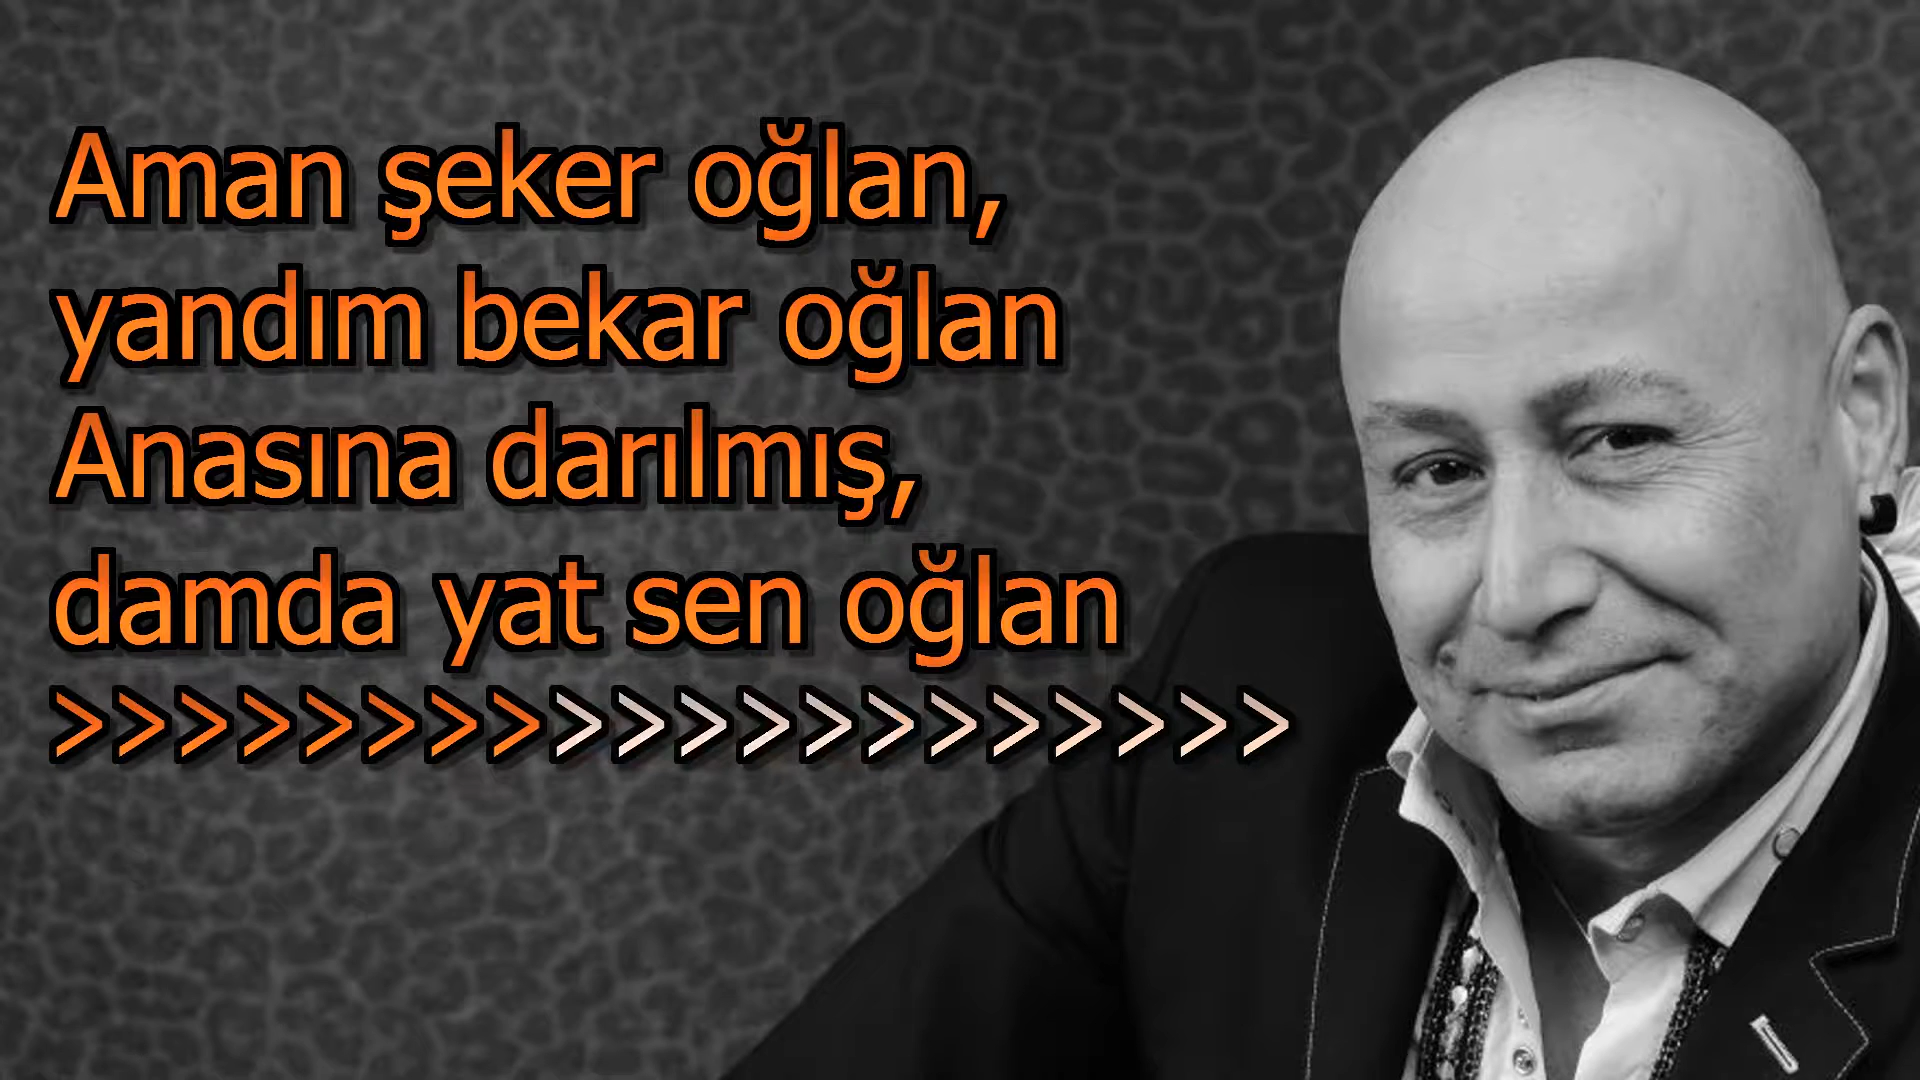 Aman şeker oğlan,
yandım bekar oğlan
Anasına darılmış,
damda yat sen oğlan
>>>>>>>>>>>>>>>>>>>>